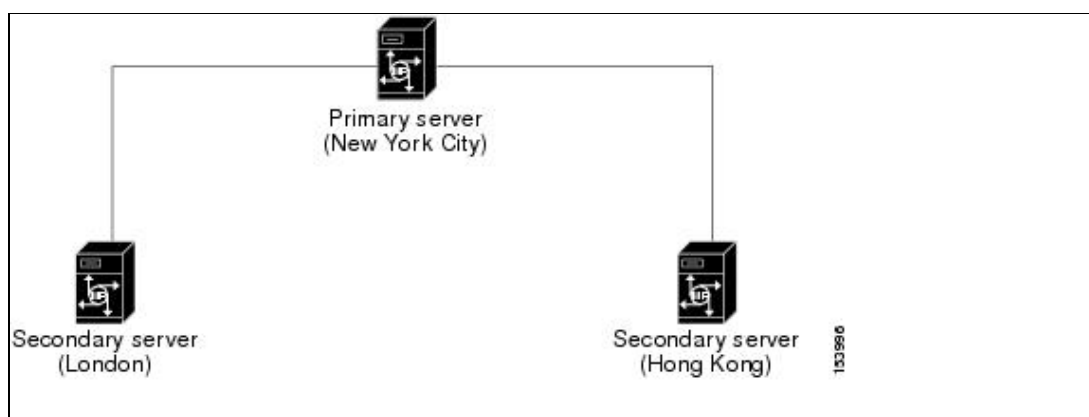 Primary server
(New York City)
Secondary server
(London)
Secondary server
(Hong Kong)
153996